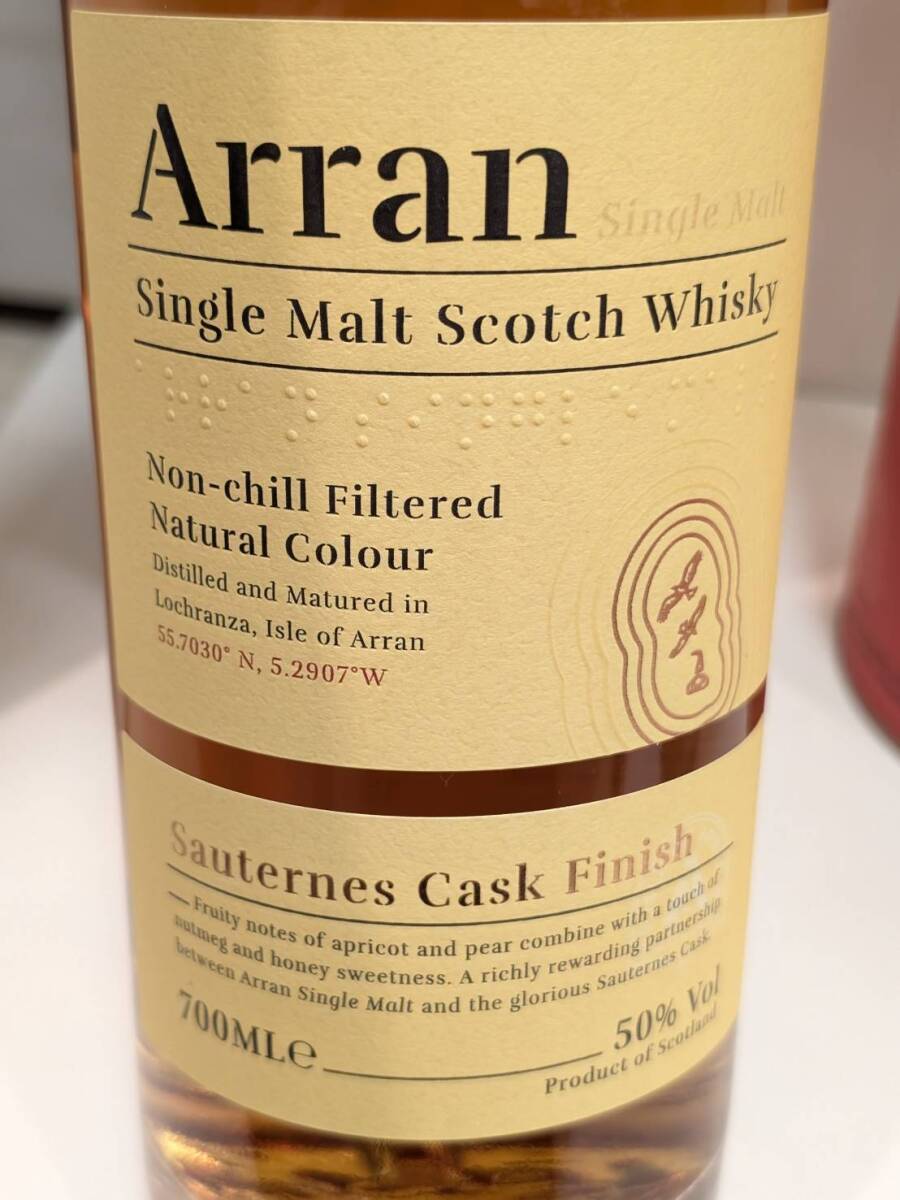 Arran
Single Malt
Single Malt Scotch Whisky
Non-chill Filtered
Natural Colour
Distilled and Matured in
Lochranza, Isle of Arran
55.7030° N, 5.2907°W
Sauternes Cask Finish
Fruity notes of apricot and pear combine with a touch of
nutmeg and honey sweetness. A richly rewarding partnership
between Arran Single Malt and the glorious Sauternes Cask.
700MLe
50% Vol
Product of Scotland